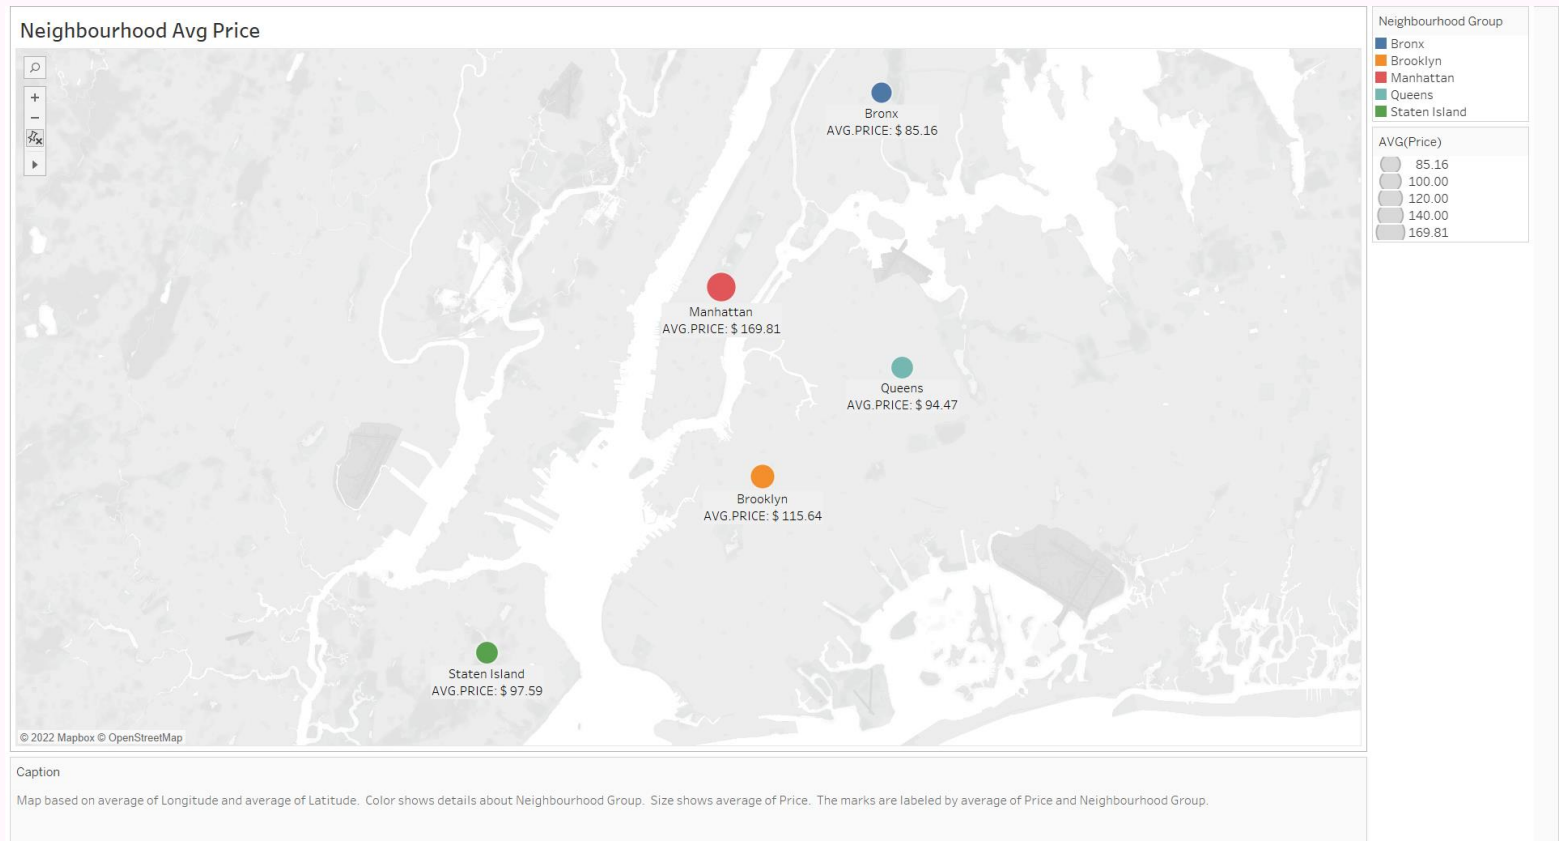 Neighbourhood Avg Price
Bronx
AVG.PRICE: $ 85.16
Manhattan
AVG.PRICE: $ 169.81
Queens
AVG.PRICE: $ 94.47
Brooklyn
AVG.PRICE: $ 115.64
Staten Island
AVG.PRICE: $ 97.59
© 2022 Mapbox © OpenStreetMap
Neighbourhood Group
Bronx
Brooklyn
Manhattan
Queens
Staten Island
AVG(Price)
85.16
100.00
120.00
140.00
169.81
Caption
Map based on average of Longitude and average of Latitude. Color shows details about Neighbourhood Group. Size shows average of Price. The marks are labeled by average of Price and Neighbourhood Group.